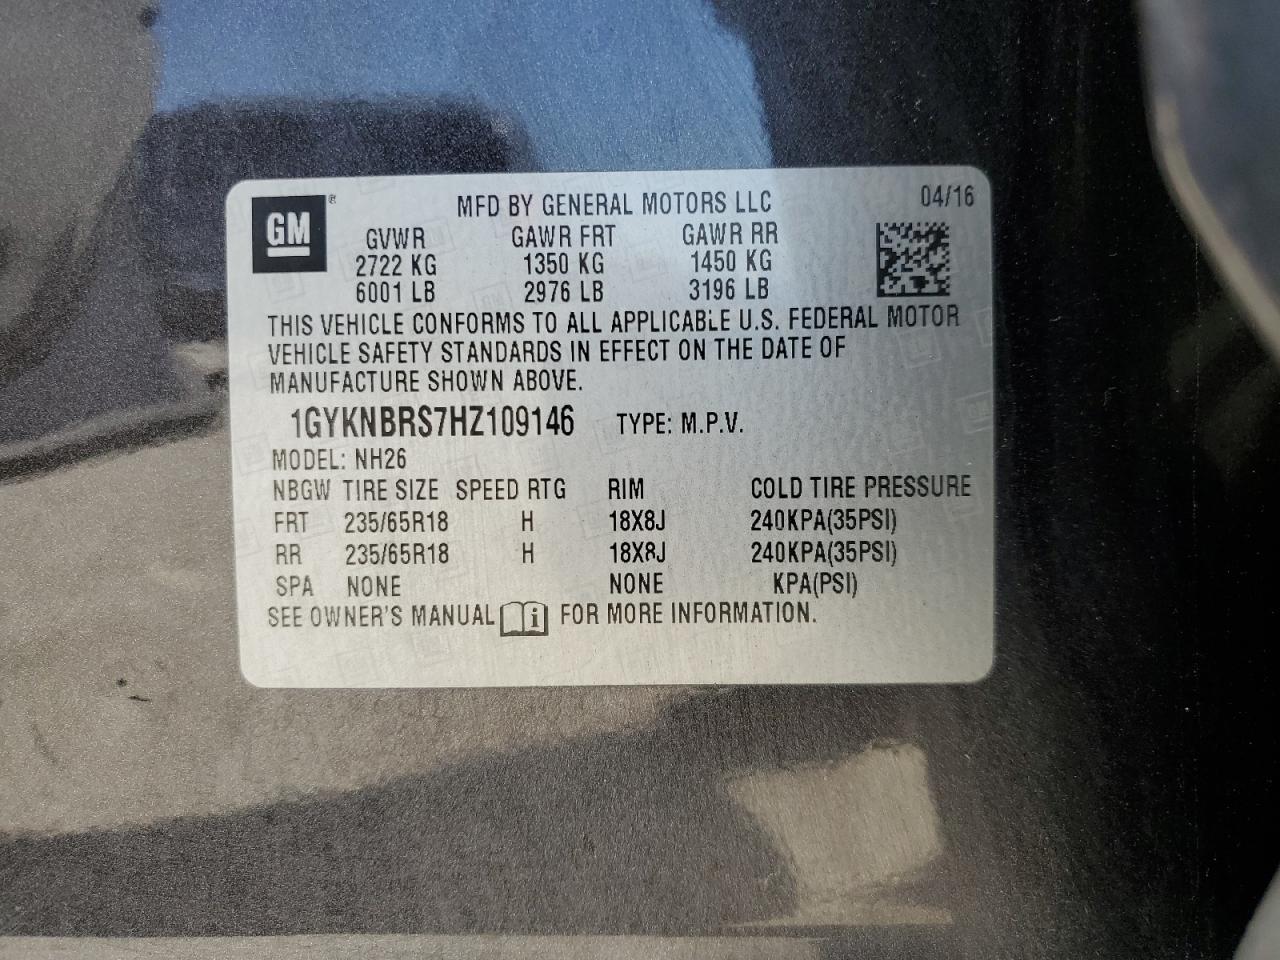 GM ®
MFD BY GENERAL MOTORS LLC 04/16
GVWR GAWR FRT GAWR RR
2722 KG 1350 KG 1450 KG
6001 LB 2976 LB 3196 LB
THIS VEHICLE CONFORMS TO ALL APPLICABLE U.S. FEDERAL MOTOR
VEHICLE SAFETY STANDARDS IN EFFECT ON THE DATE OF
MANUFACTURE SHOWN ABOVE.
1GYKNBRS7HZ109146 TYPE: M.P.V.
MODEL: NH26
NBGW TIRE SIZE SPEED RTG RIM COLD TIRE PRESSURE
FRT 235/65R18 H 18X8J 240KPA(35PSI)
RR 235/65R18 H 18X8J 240KPA(35PSI)
SPA NONE NONE KPA(PSI)
SEE OWNER'S MANUAL i FOR MORE INFORMATION.